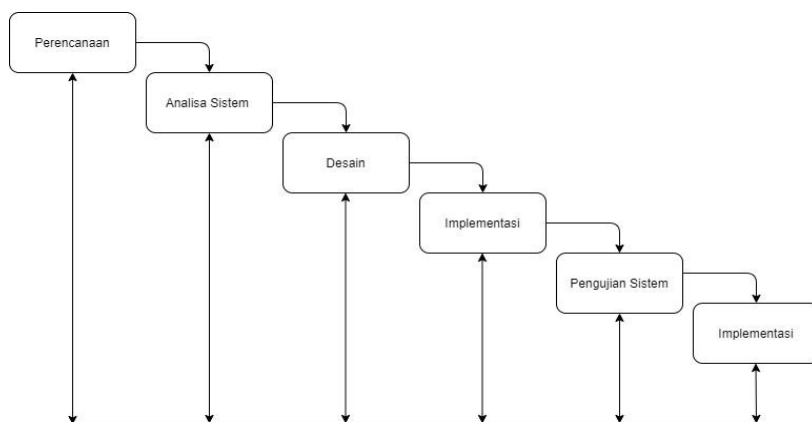 Perencanaan
Analisa Sistem
Desain
Implementasi
Pengujian Sistem
Implementasi